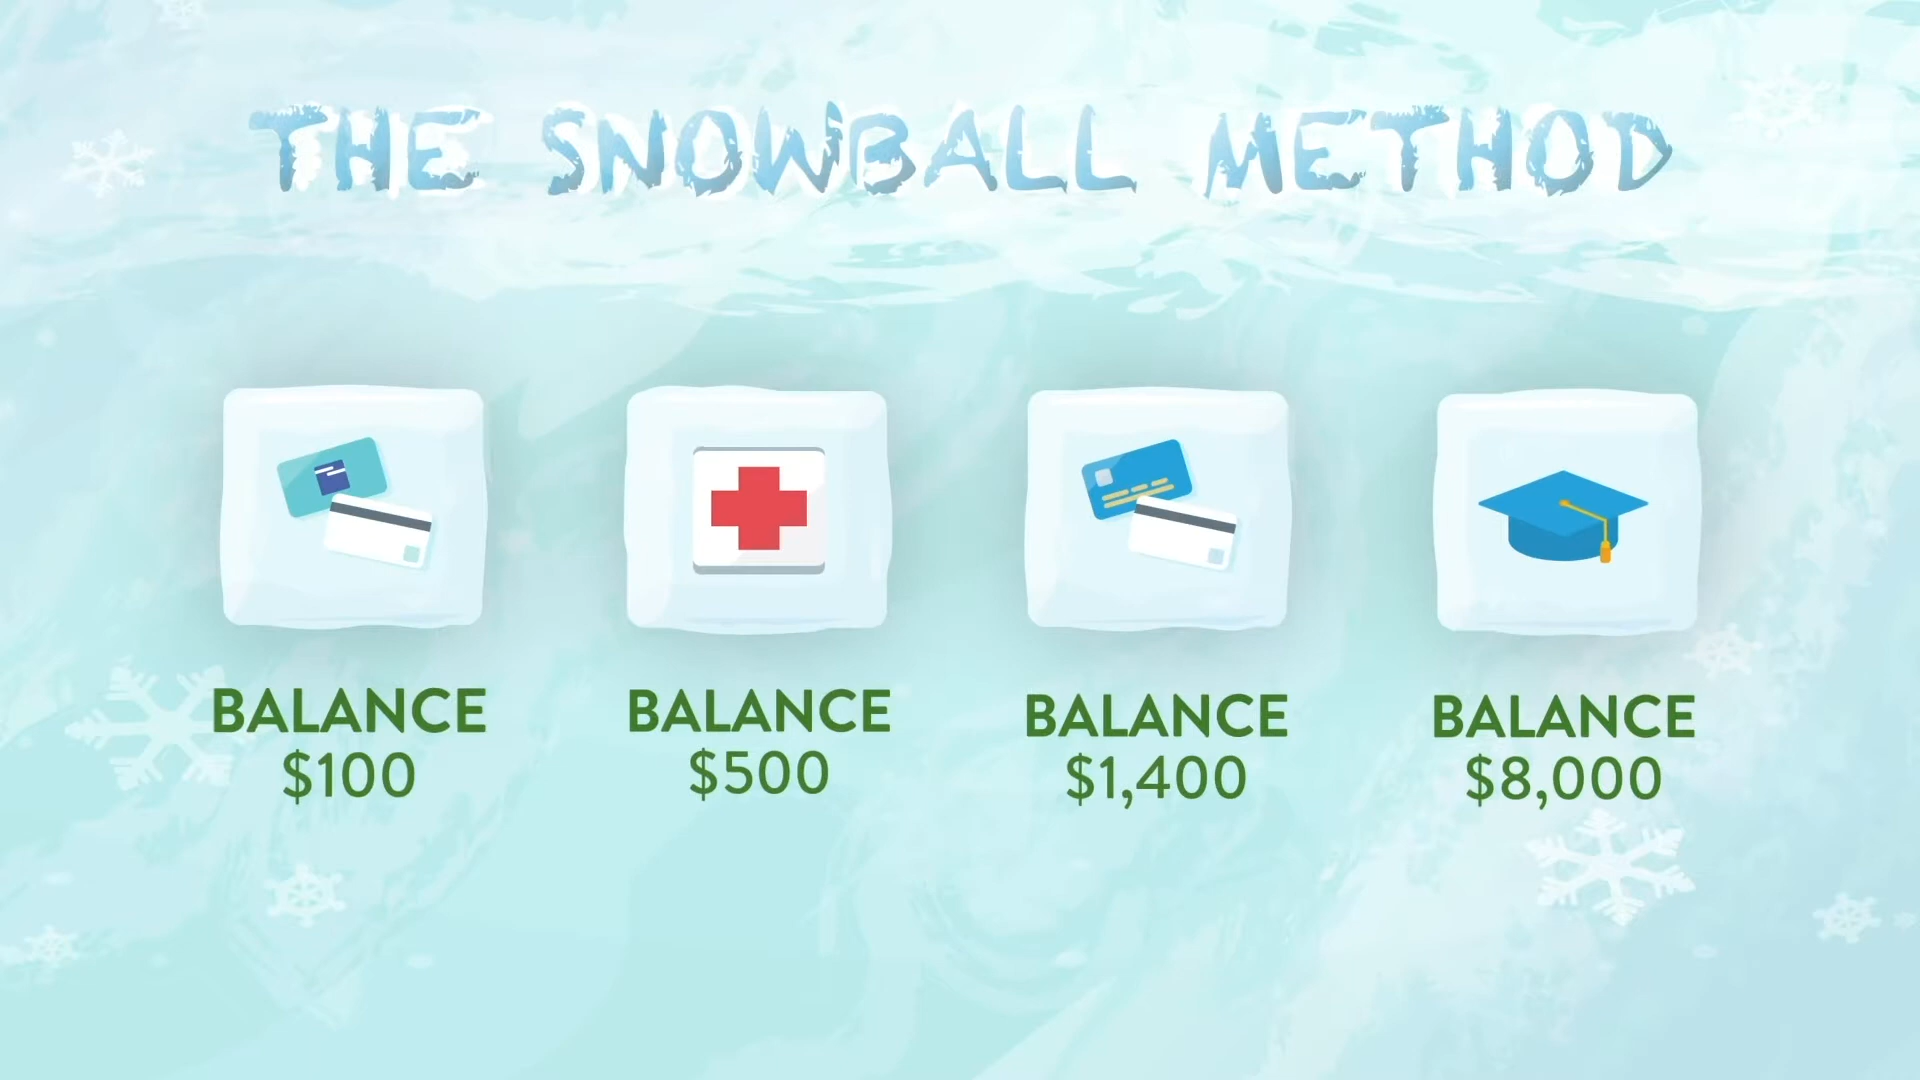 THE SNOWBALL METHOD
BALANCE
$100
BALANCE
$500
BALANCE
$1,400
BALANCE
$8,000